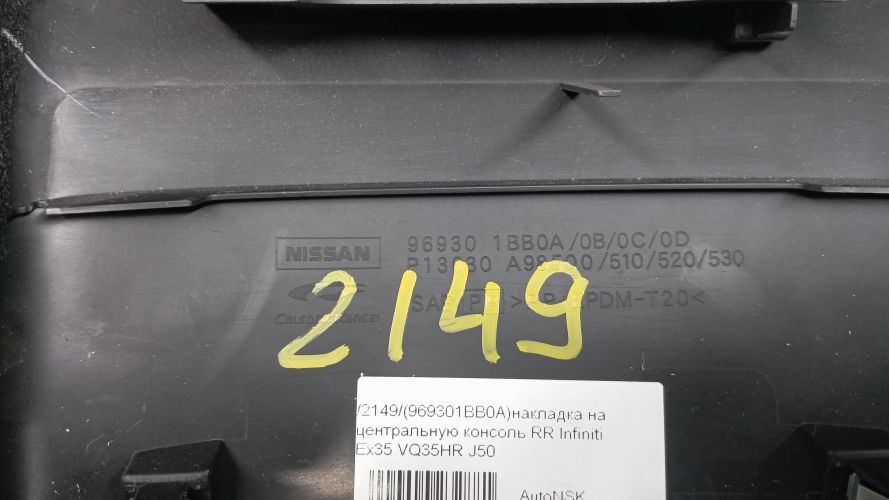 NISSAN 96930 1BB0A/0B/0C/0D
A98500/510/520/530
2149
/2149/(969301BB0A)накладка на
центральную консоль RR Infiniti
Ex35 VQ35HR J50
AutoNSK